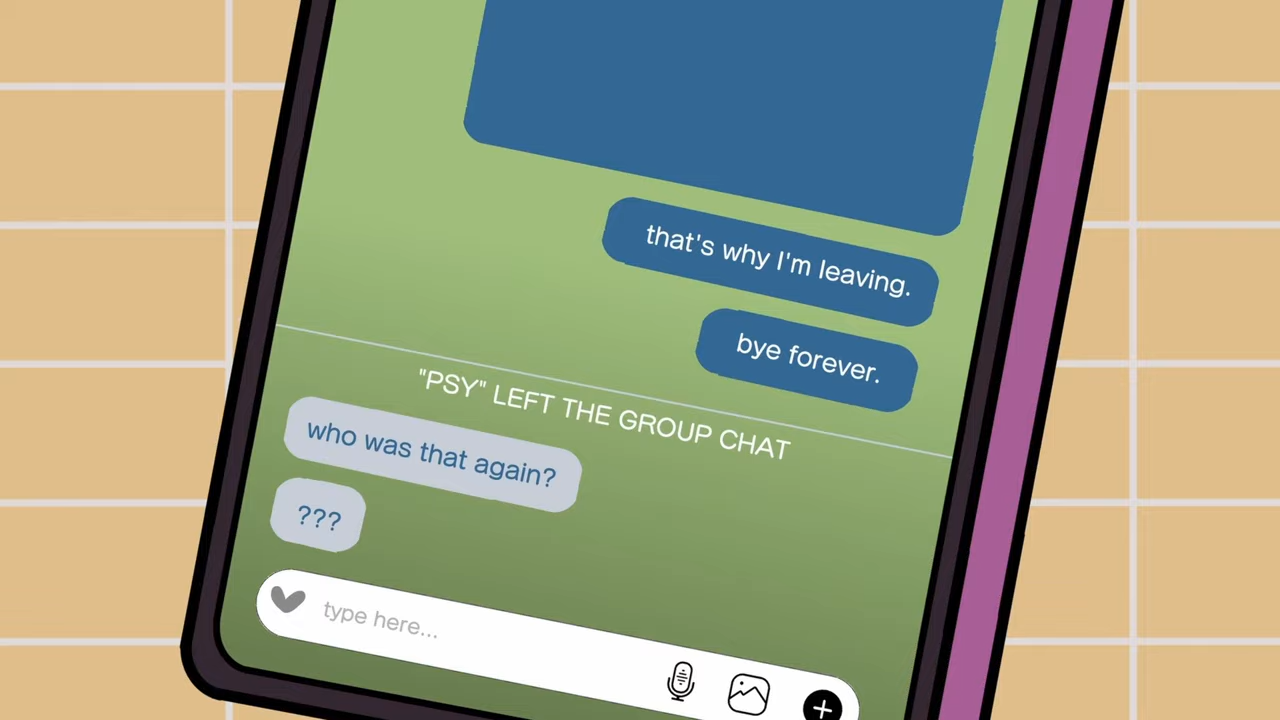 that's why I'm leaving.
bye forever.
"PSY" LEFT THE GROUP CHAT
who was that again?
???
type here...